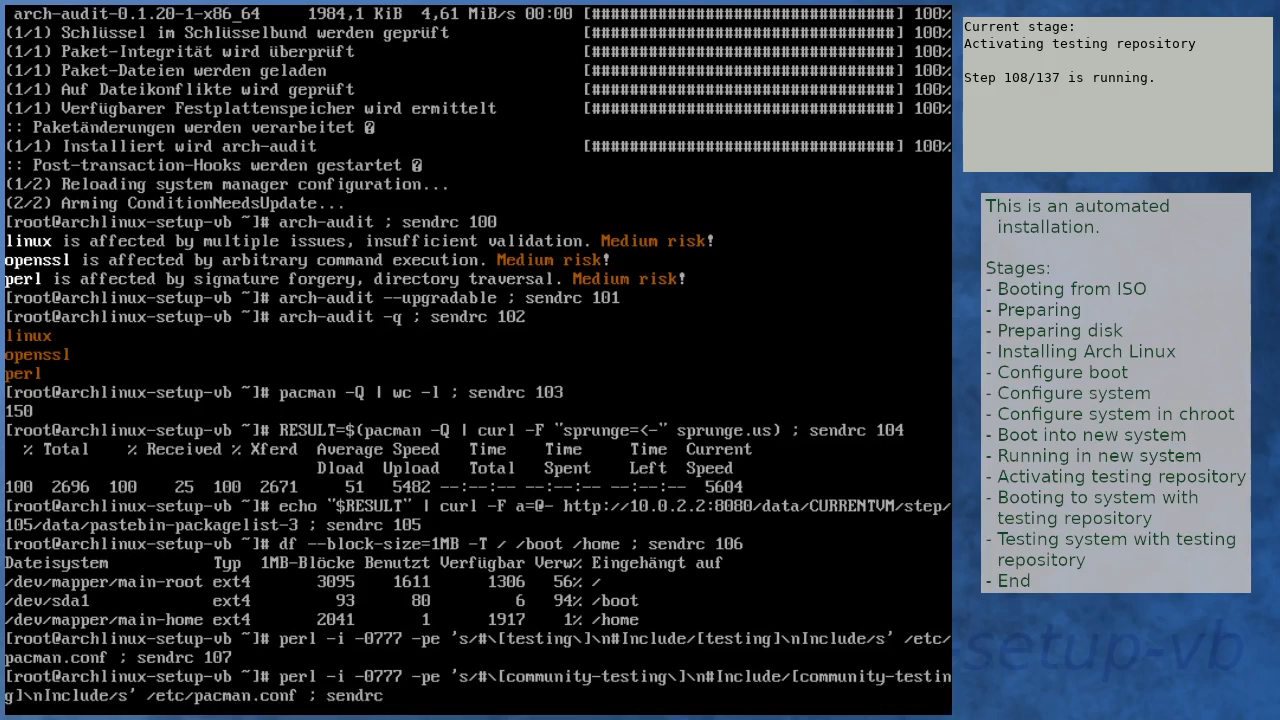 arch-audit-0.1.20-1-x86_64     1984,1 KiB  4,61 MiB/s 00:00 [################################] 100%
(1/1) Schlüssel im Schlüsselbund werden geprüft              [################################] 100%
(1/1) Paket-Integrität wird überprüft                        [################################] 100%
(1/1) Paket-Dateien werden geladen                           [################################] 100%
(1/1) Auf Dateikonflikte wird geprüft                        [################################] 100%
(1/1) Verfügbarer Festplattenspeicher wird ermittelt         [################################] 100%
:: Paketänderungen werden verarbeitet �
(1/1) Installiert wird arch-audit                            [################################] 100%
:: Post-transaction-Hooks werden gestartet �
(1/2) Reloading system manager configuration...
(2/2) Arming ConditionNeedsUpdate...
[root@archlinux-setup-vb ~]# arch-audit ; sendrc 100
linux is affected by multiple issues, insufficient validation. Medium risk!
openssl is affected by arbitrary command execution. Medium risk!
perl is affected by signature forgery, directory traversal. Medium risk!
[root@archlinux-setup-vb ~]# arch-audit --upgradable ; sendrc 101
[root@archlinux-setup-vb ~]# arch-audit -q ; sendrc 102
linux
openssl
perl
[root@archlinux-setup-vb ~]# pacman -Q | wc -l ; sendrc 103
150
[root@archlinux-setup-vb ~]# RESULT=$(pacman -Q | curl -F "sprunge=<-" sprunge.us) ; sendrc 104
  % Total    % Received % Xferd  Average Speed   Time    Time     Time  Current
                                 Dload  Upload   Total   Spent    Left  Speed
100  2696  100    25  100  2671     51   5482 --:--:-- --:--:-- --:--:--  5604
[root@archlinux-setup-vb ~]# echo "$RESULT" | curl -F a=@- http://10.0.2.2:8080/data/CURRENTVM/step/
105/data/pastebin-packagelist-3 ; sendrc 105
[root@archlinux-setup-vb ~]# df --block-size=1MB -T / /boot /home ; sendrc 106
Dateisystem           Typ  1MB-Blöcke Benutzt Verfügbar Verw% Eingehängt auf
/dev/mapper/main-root ext4       3095    1611      1306   56% /
/dev/sda1             ext4         93      80         6   94% /boot
/dev/mapper/main-home ext4       2041       1      1917    1% /home
[root@archlinux-setup-vb ~]# perl -i -0777 -pe 's/#\[testing\]\n#Include/[testing]\nInclude/s' /etc/
pacman.conf ; sendrc 107
[root@archlinux-setup-vb ~]# perl -i -0777 -pe 's/#\[community-testing\]\n#Include/[community-testin
g]\nInclude/s' /etc/pacman.conf ; sendrc
Current stage:
Activating testing repository
Step 108/137 is running.
This is an automated
installation.
Stages:
- Booting from ISO
- Preparing
- Preparing disk
- Installing Arch Linux
- Configure boot
- Configure system
- Configure system in chroot
- Boot into new system
- Running in new system
- Activating testing repository
- Booting to system with
testing repository
- Testing system with testing
repository
- End
setup-vb